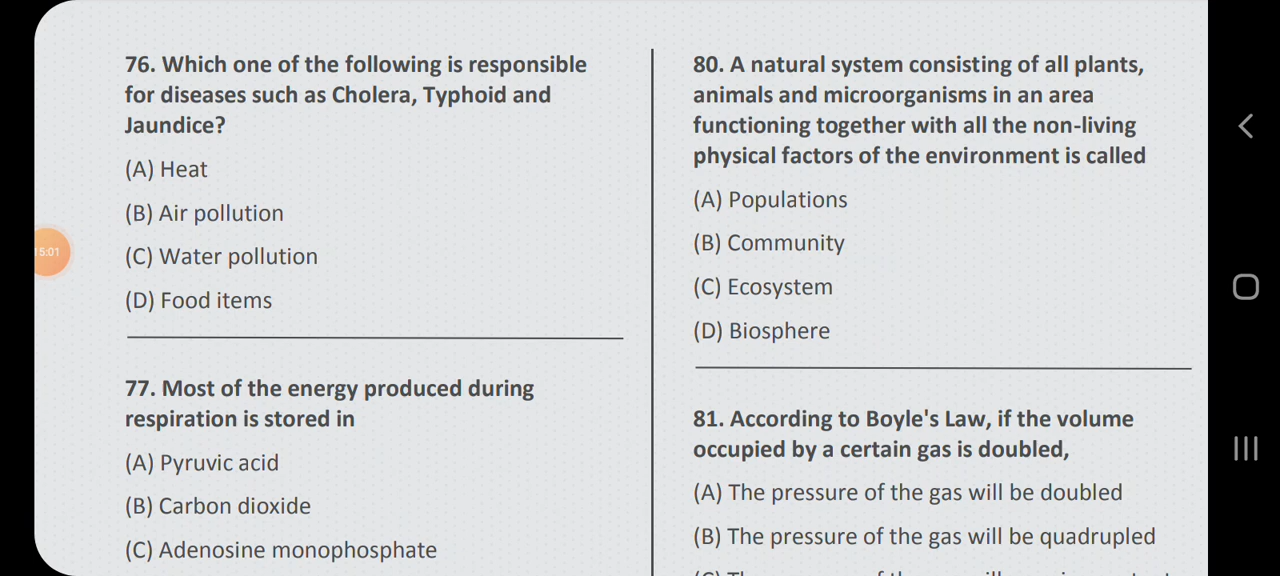 76. Which one of the following is responsible
for diseases such as Cholera, Typhoid and
Jaundice?
(A) Heat
(B) Air pollution
(C) Water pollution
(D) Food items
77. Most of the energy produced during
respiration is stored in
(A) Pyruvic acid
(B) Carbon dioxide
(C) Adenosine monophosphate
80. A natural system consisting of all plants,
animals and microorganisms in an area
functioning together with all the non-living
physical factors of the environment is called
(A) Populations
(B) Community
(C) Ecosystem
(D) Biosphere
81. According to Boyle's Law, if the volume
occupied by a certain gas is doubled,
(A) The pressure of the gas will be doubled
(B) The pressure of the gas will be quadrupled
15:01